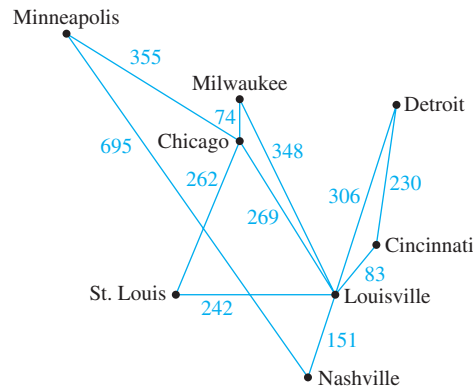 Minneapolis
355
Milwaukee
74
Detroit
Chicago
695
348
262
306
230
269
Cincinnati
83
St. Louis
242
Louisville
151
Nashville